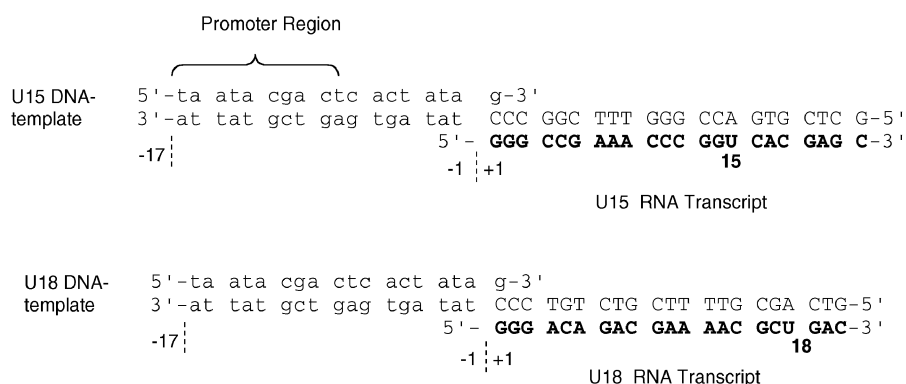 Promoter Region
U15 DNA- 5'-ta ata cga ctc act ata g-3'
template 3'-at tat gct gag tga tat CCC GGC TTT GGG CCA GTG CTC G-5'
5'- GGG CCG AAA CCC GGU CAC GAG C-3'
-17 -1 +1 15
U15 RNA Transcript
U18 DNA- 5'-ta ata cga ctc act ata g-3'
template 3'-at tat gct gag tga tat CCC TGT CTG CTT TTG CGA CTG-5'
5'- GGG ACA GAC GAA AAC GCU GAC-3'
-17 -1 +1 18
U18 RNA Transcript